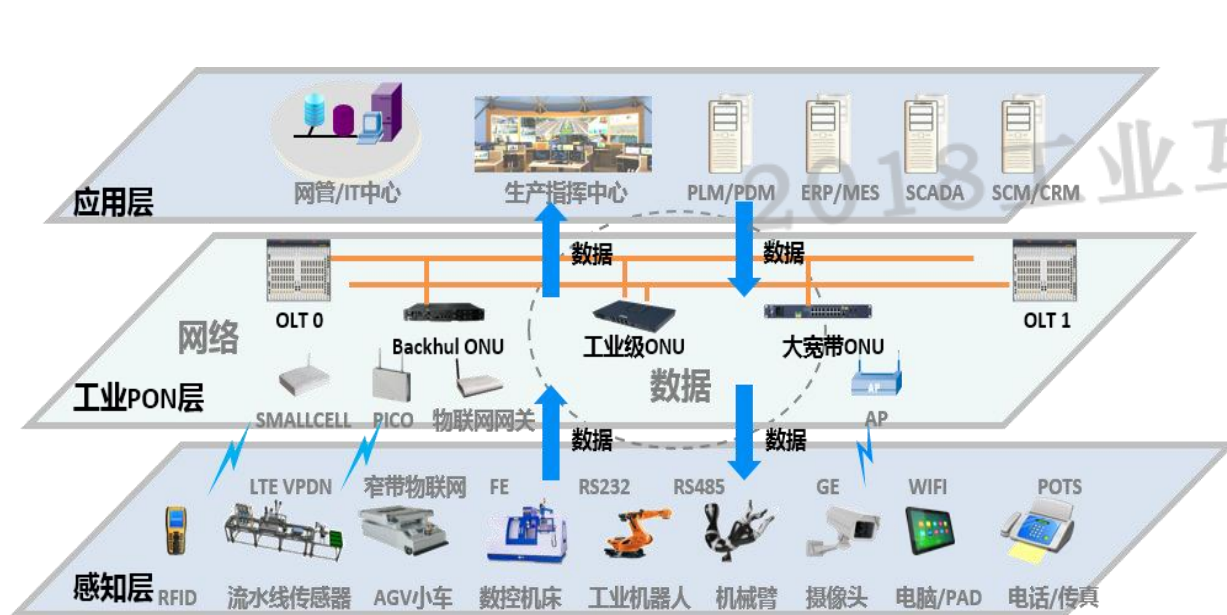 2018工业互
网管/IT中心
生产指挥中心
PLM/PDM
ERP/MES
SCADA
SCM/CRM
应用层
数据
数据
OLT 0
OLT 1
网络
Backhul ONU
工业级ONU
大宽带ONU
数据
AP
工业PON层
SMALLCELL
PICO
物联网网关
AP
数据
数据
LTE VPDN
窄带物联网
FE
RS232
RS485
GE
WIFI
POTS
感知层
RFID
流水线传感器
AGV小车
数控机床
工业机器人
机械臂
摄像头
电脑/PAD
电话/传真